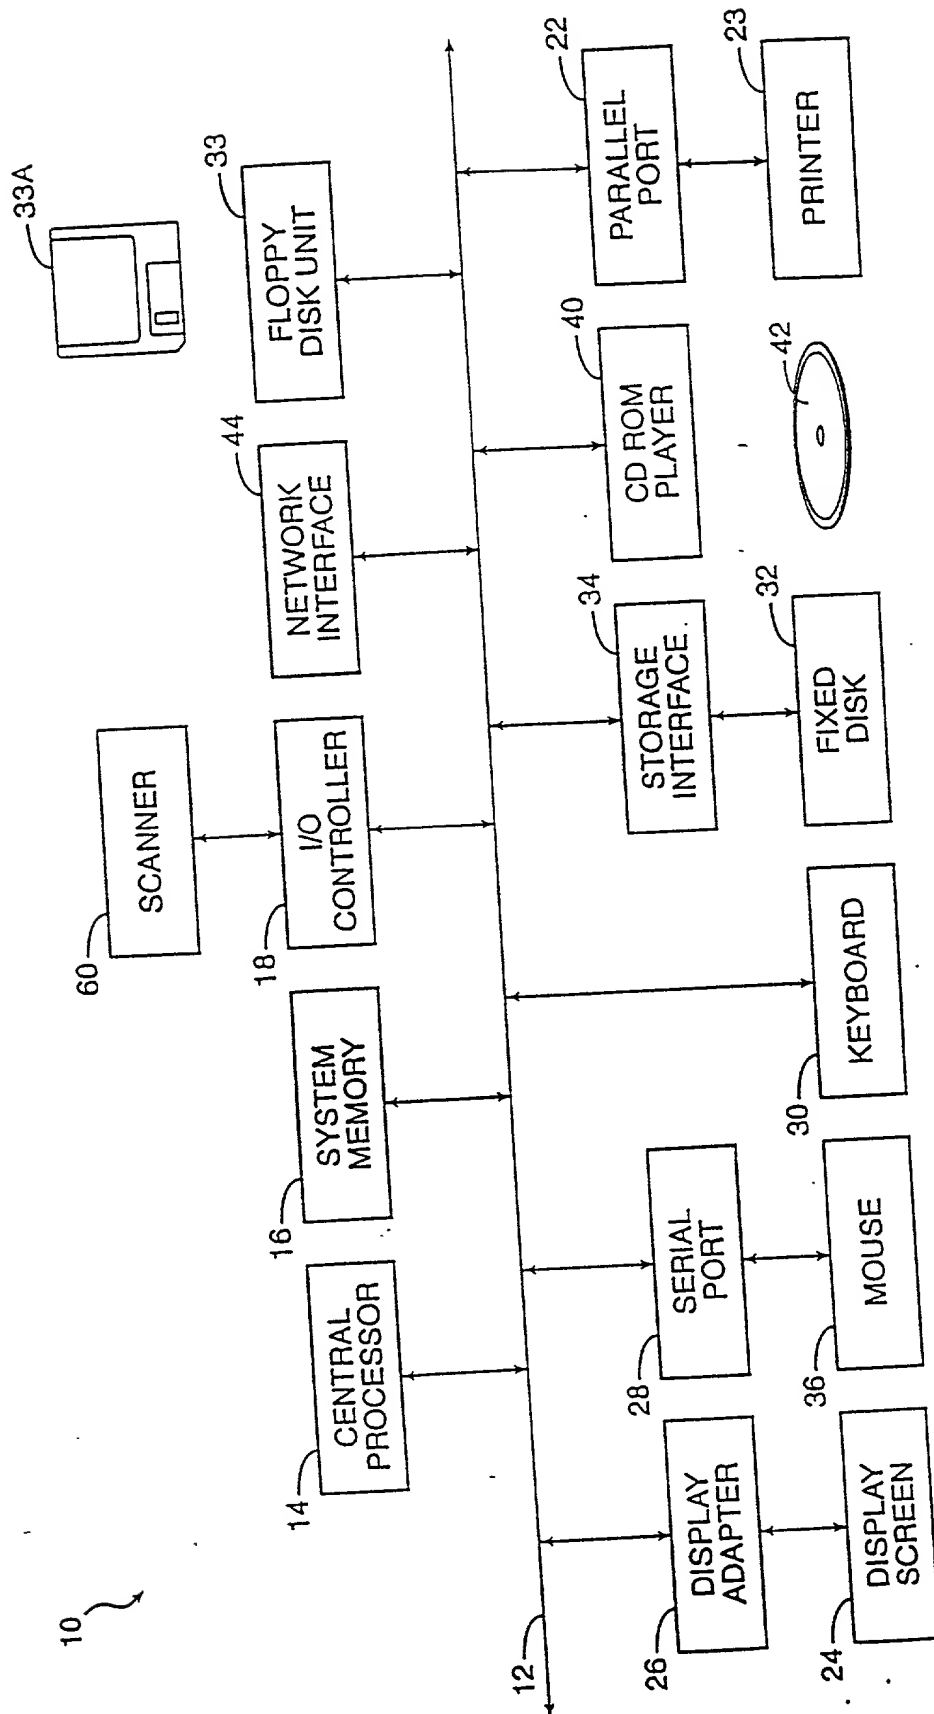 10
33A
60
SCANNER
14
CENTRAL
PROCESSOR
16
SYSTEM
MEMORY
18
I/O
CONTROLLER
44
NETWORK
INTERFACE
33
FLOPPY
DISK UNIT
12
26
DISPLAY
ADAPTER
28
SERIAL
PORT
34
STORAGE
INTERFACE
40
CD ROM
PLAYER
22
PARALLEL
PORT
24
DISPLAY
SCREEN
36
MOUSE
30
KEYBOARD
32
FIXED
DISK
42
23
PRINTER